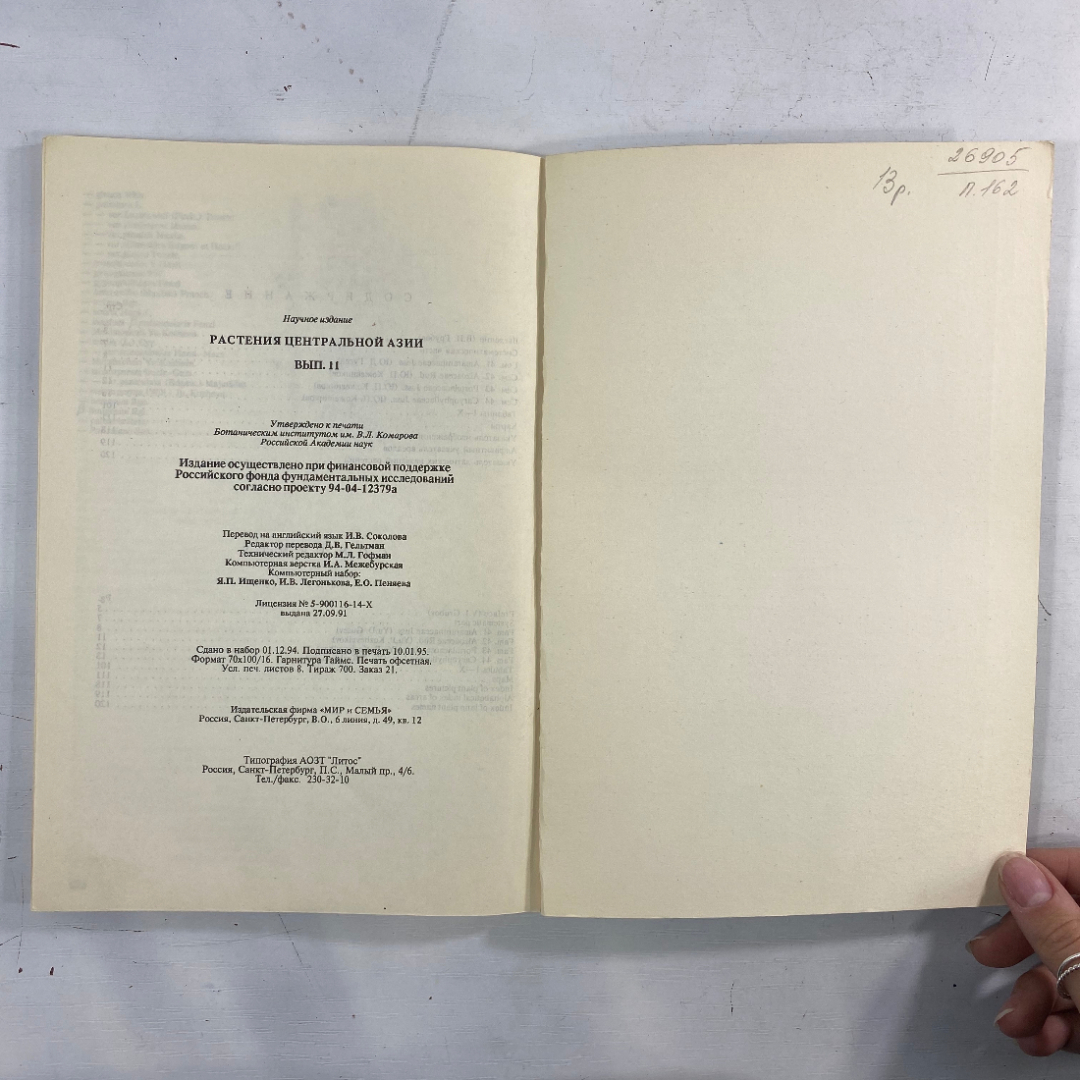 Научное издание
РАСТЕНИЯ ЦЕНТРАЛЬНОЙ АЗИИ
ВЫП. 11
Утверждено к печати
Ботаническим институтом им. В.Л. Комарова
Российской Академии наук
Издание осуществлено при финансовой поддержке
Российского фонда фундаментальных исследований
согласно проекту 94-04-12379а
Перевод на английский язык И.В. Соколова
Редактор перевода Д.В. Гельтман
Технический редактор М.Л. Гофман
Компьютерная верстка И.А. Межебурская
Компьютерный набор:
Я.П. Ищенко, И.В. Легонькова, Е.О. Пеняева
Лицензия № 5-900116-14-X
выдана 27.09.91
Сдано в набор 01.12.94. Подписано в печать 10.01.95.
Формат 70x100/16. Гарнитура Таймс. Печать офсетная.
Усл. печ. листов 8. Тираж 700. Заказ 21.
Издательская фирма «МИР и СЕМЬЯ»
Россия, Санкт-Петербург, В.О., 6 линия, д. 49, кв. 12
Типография АОЗТ "Литос"
Россия, Санкт-Петербург, П.С., Малый пр., 4/6.
Тел./факс. 230-32-10
26905
13р.
Л.162